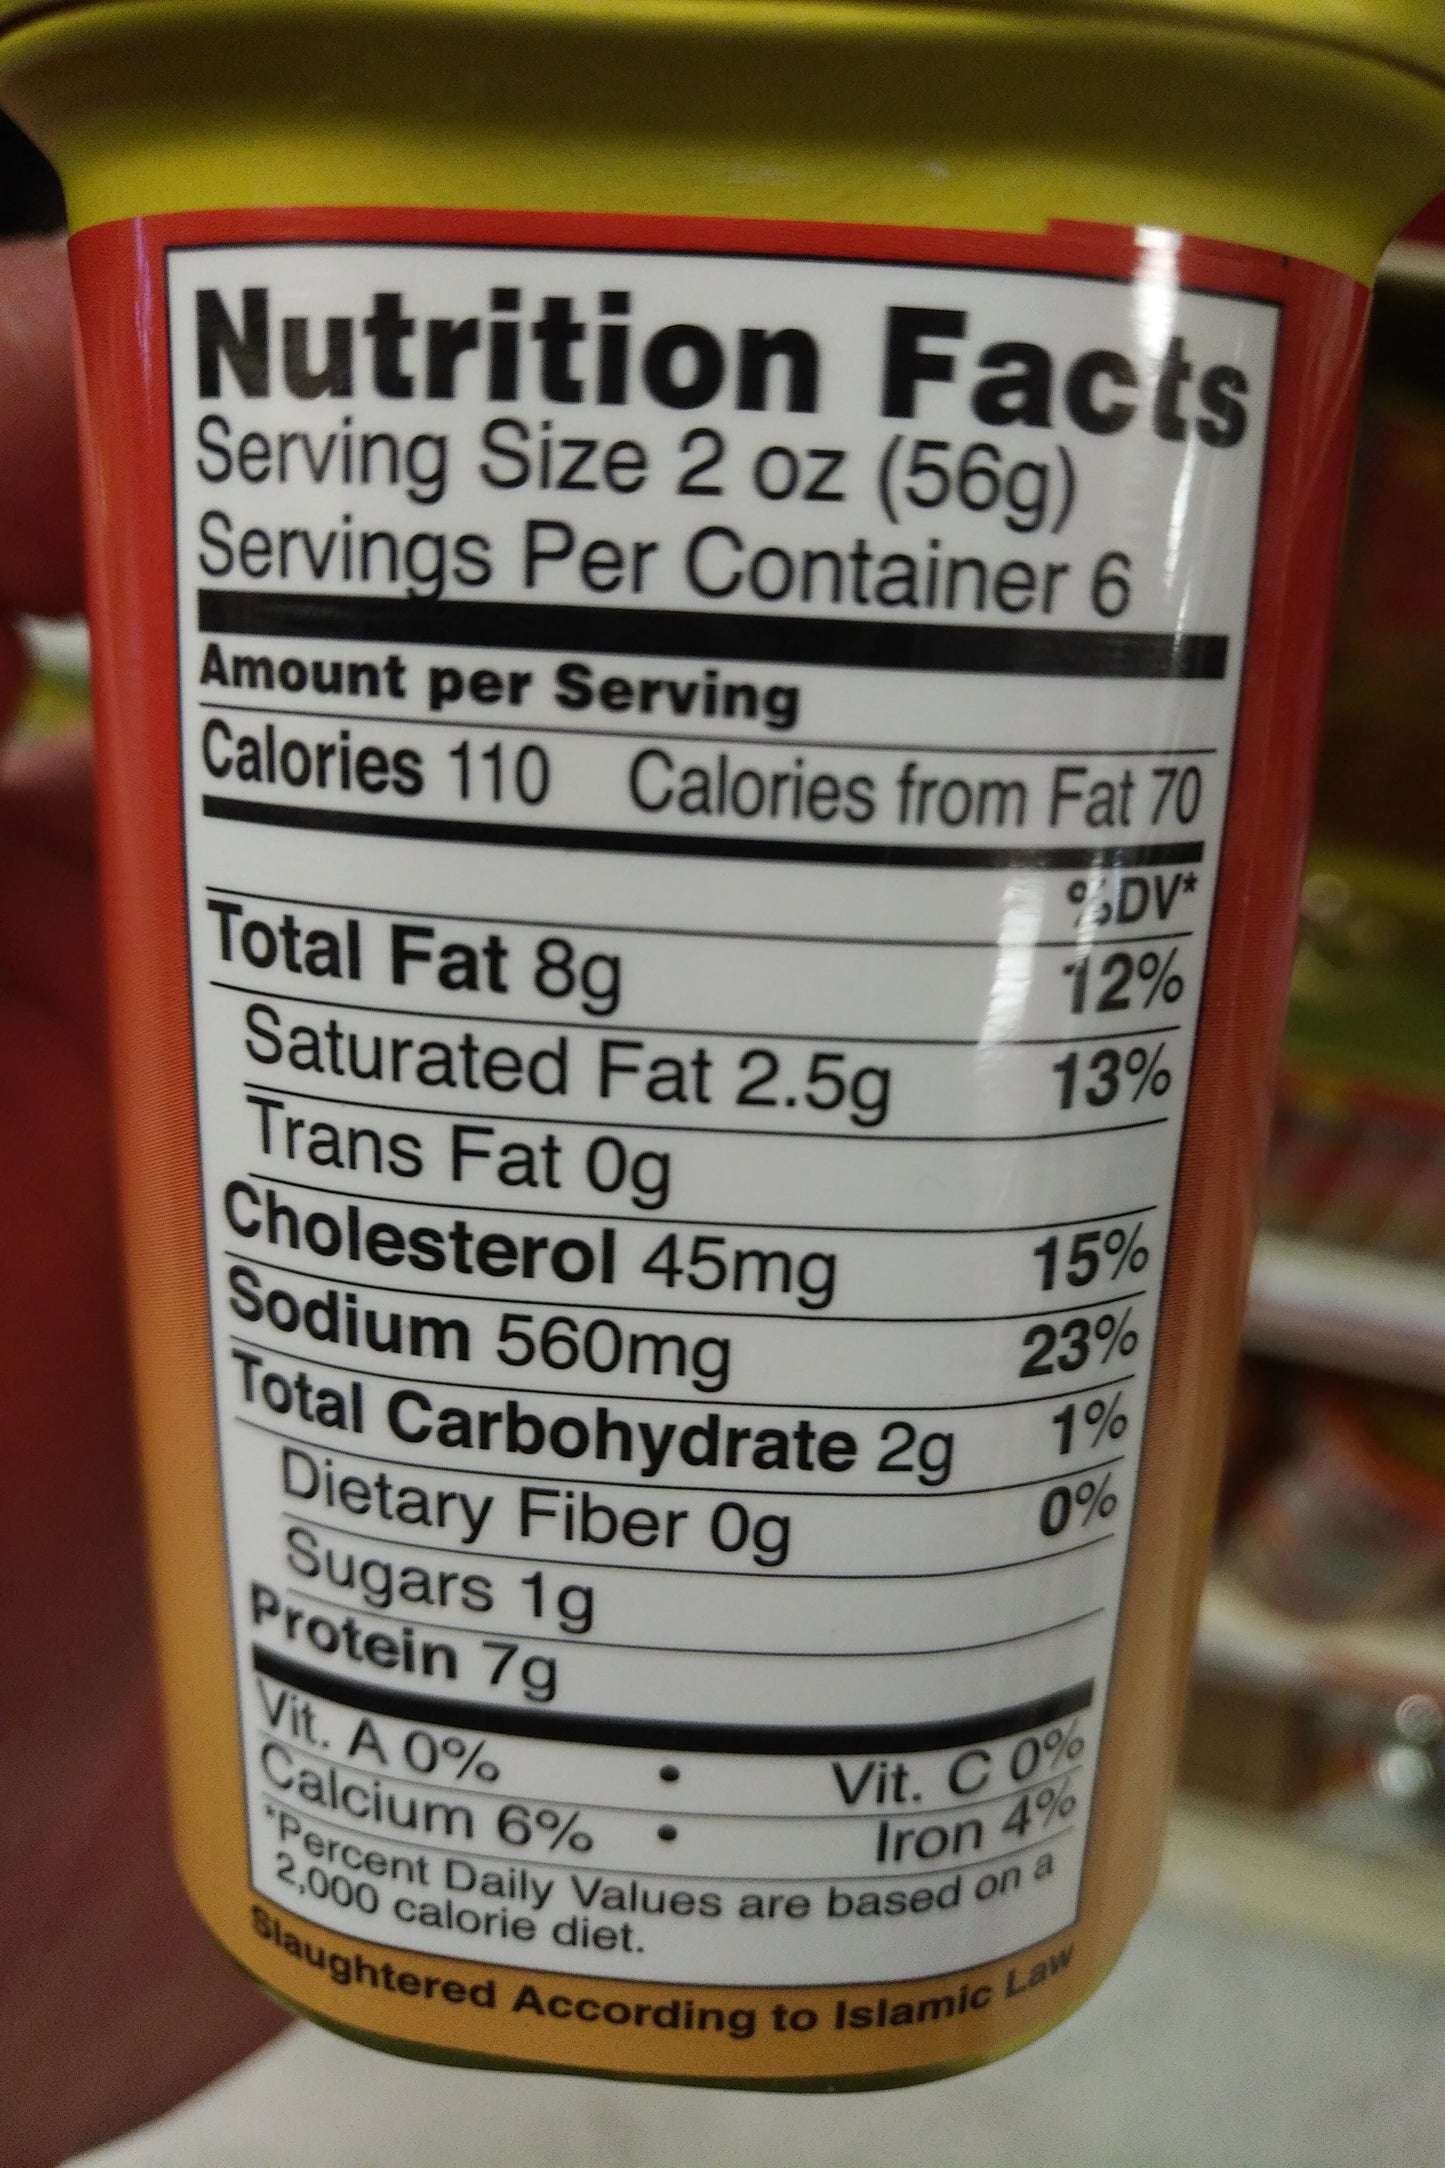 Nutrition Facts
Serving Size 2 oz (56g)
Servings Per Container 6
Amount per Serving
Calories 110 Calories from Fat 70
%DV*
Total Fat 8g 12%
Saturated Fat 2.5g 13%
Trans Fat 0g
Cholesterol 45mg 15%
Sodium 560mg 23%
Total Carbohydrate 2g 1%
Dietary Fiber 0g 0%
Sugars 1g
Protein 7g
Vit. A 0% • Vit. C 0%
Calcium 6% • Iron 4%
*Percent Daily Values are based on a
2,000 calorie diet.
Slaughtered According to Islamic Law